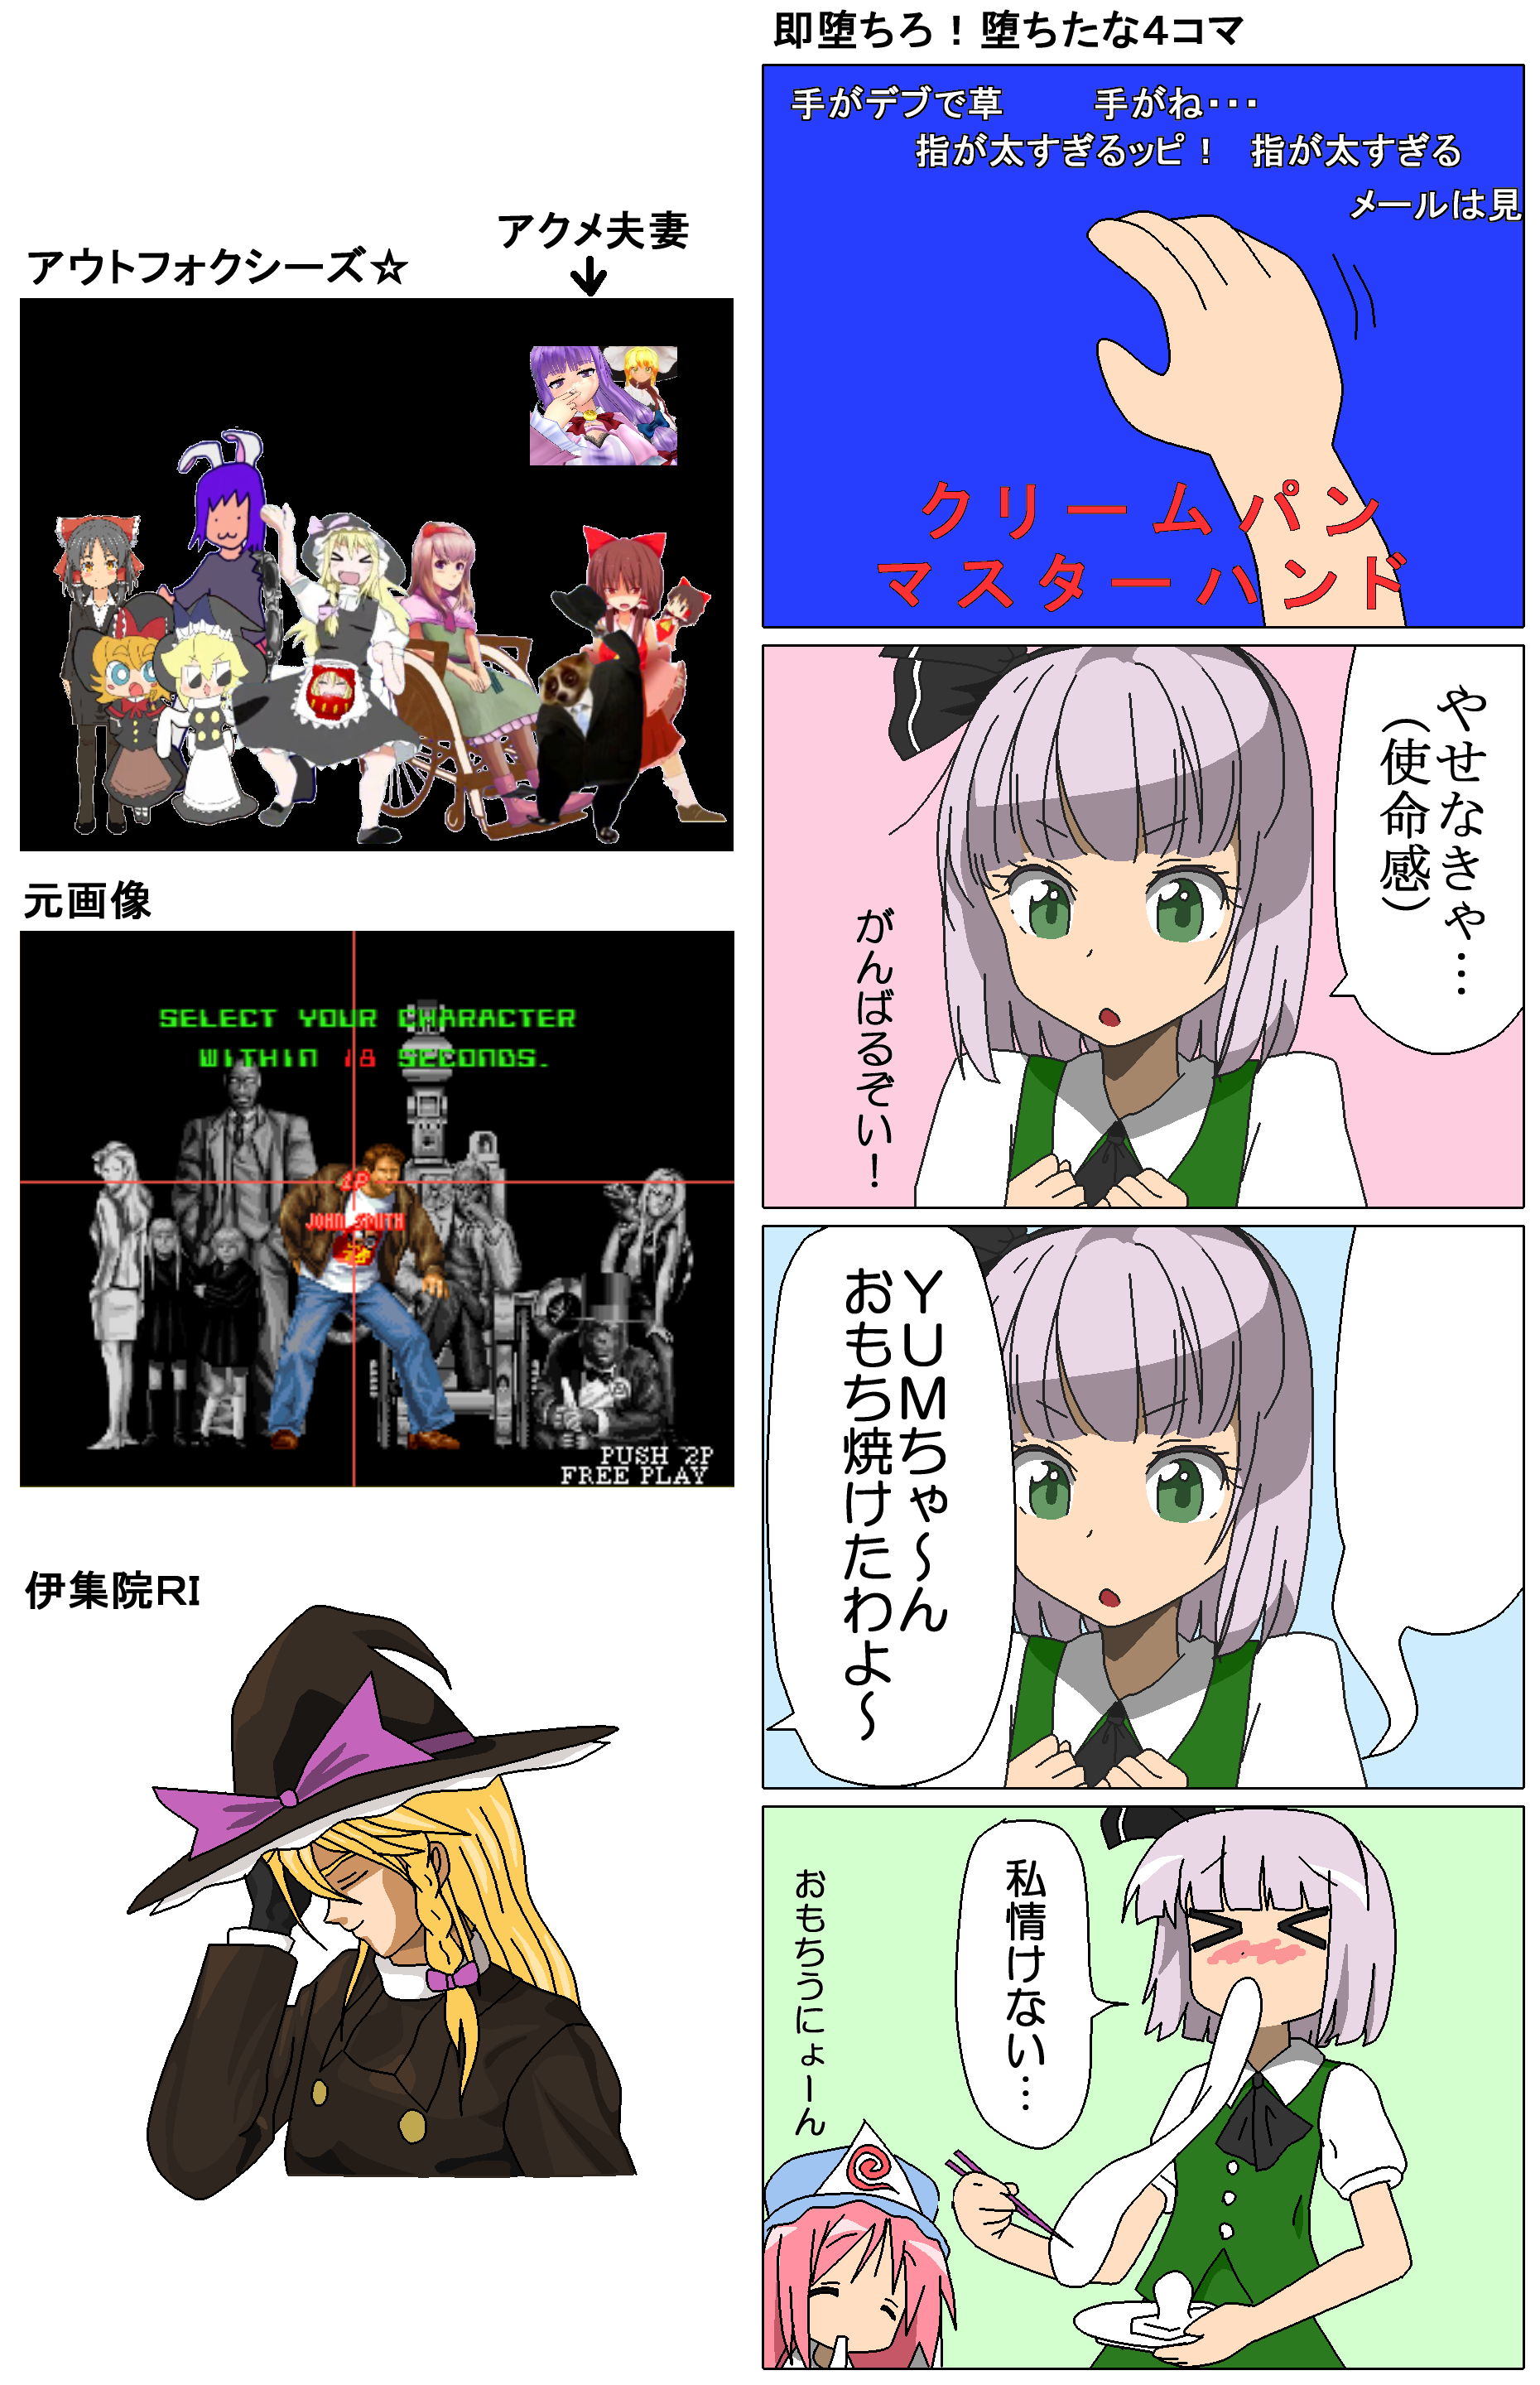 アクメ夫妻
アウトフォクシーズ☆
元画像
SELECT YOUR CHARACTER
WITHIN 18 SECONDS.
1P
JOHN SMITH
PUSH 2P
FREE PLAY
伊集院RI
即堕ちろ！堕ちたな4コマ
手がデブで草
手がね・・・
指が太すぎるッピ！
指が太すぎる
メールは見
クリームパン
マスターハンド
やせなきゃ…
（使命感）
がんばるぞい！
YUMちゃ～ん
おもち焼けたわよ～
私情けない…
おもちうにょーん